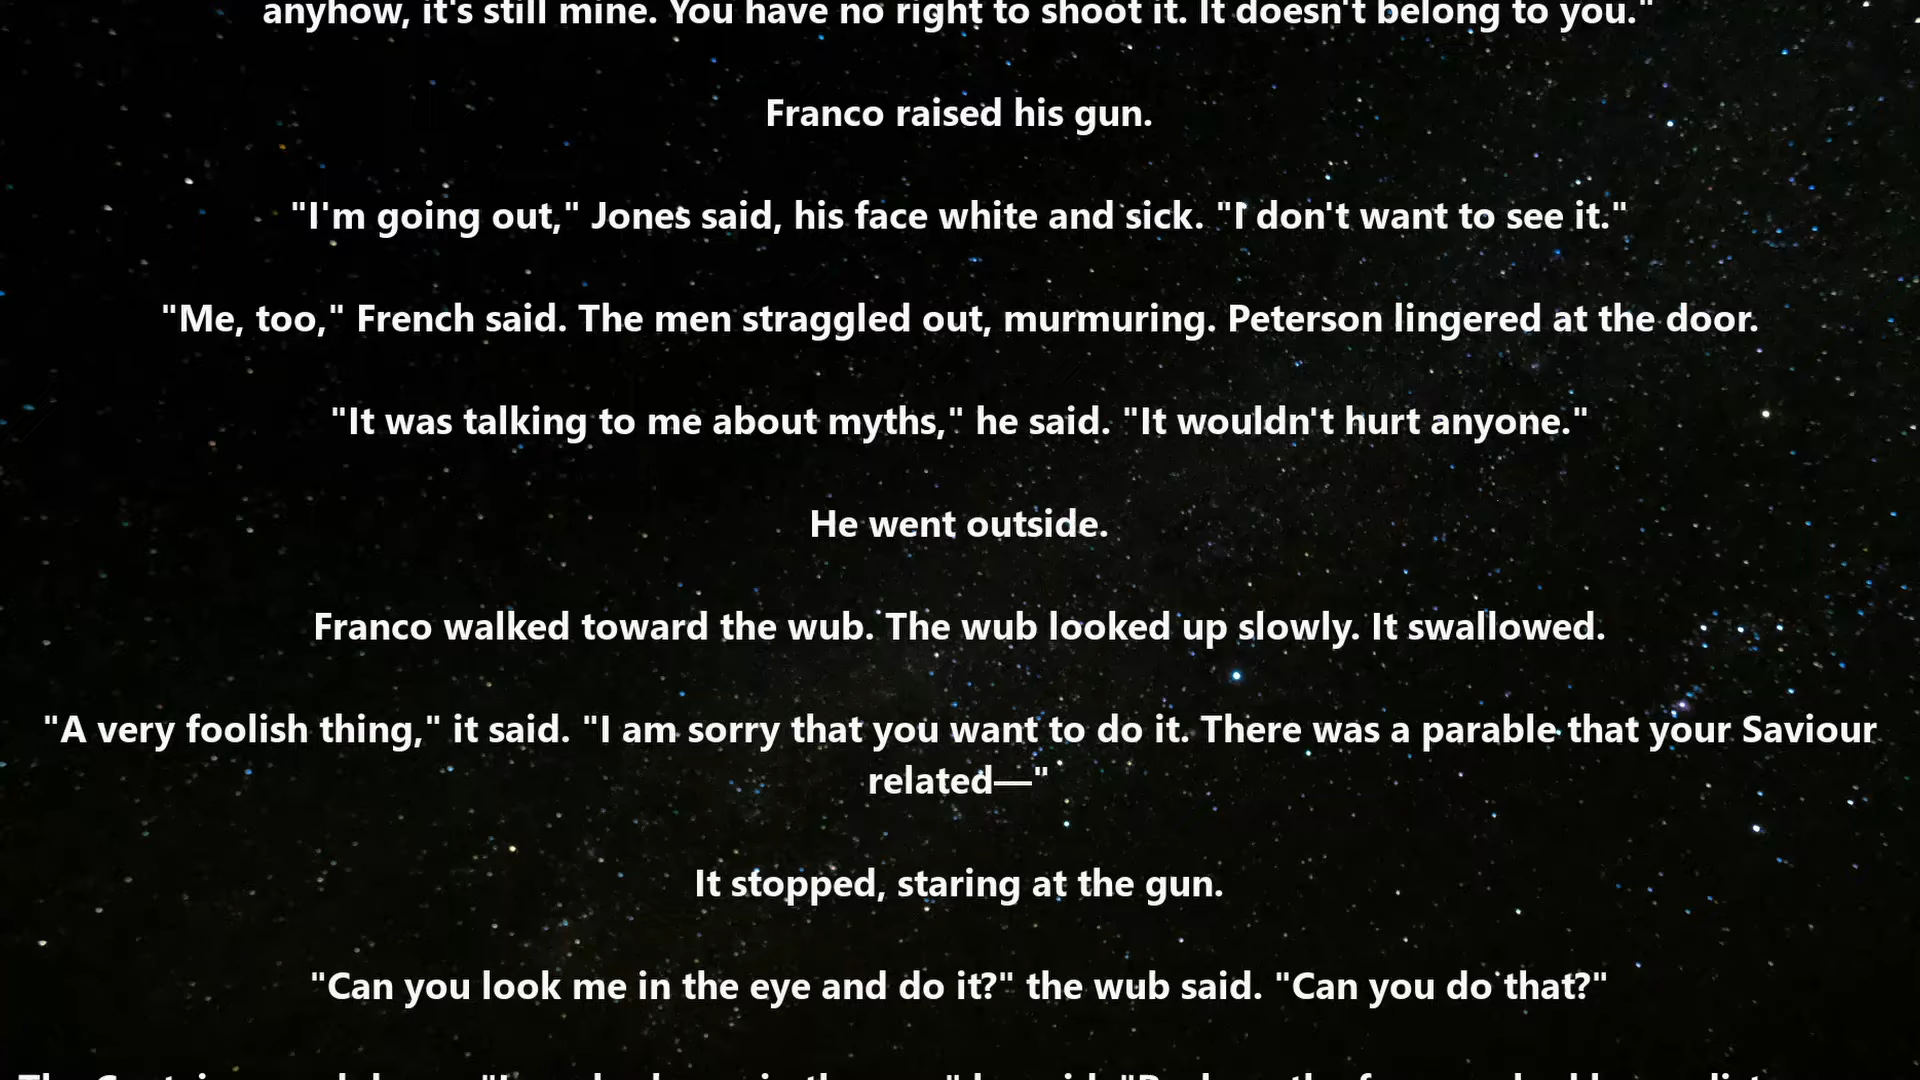 anyhow, it's still mine. You have no right to shoot it. It doesn't belong to you."
Franco raised his gun.
"I'm going out," Jones said, his face white and sick. "I don't want to see it."
"Me, too," French said. The men straggled out, murmuring. Peterson lingered at the door.
"It was talking to me about myths," he said. "It wouldn't hurt anyone."
He went outside.
Franco walked toward the wub. The wub looked up slowly. It swallowed.
"A very foolish thing," it said. "I am sorry that you want to do it. There was a parable that your Saviour
related—"
It stopped, staring at the gun.
"Can you look me in the eye and do it?" the wub said. "Can you do that?"